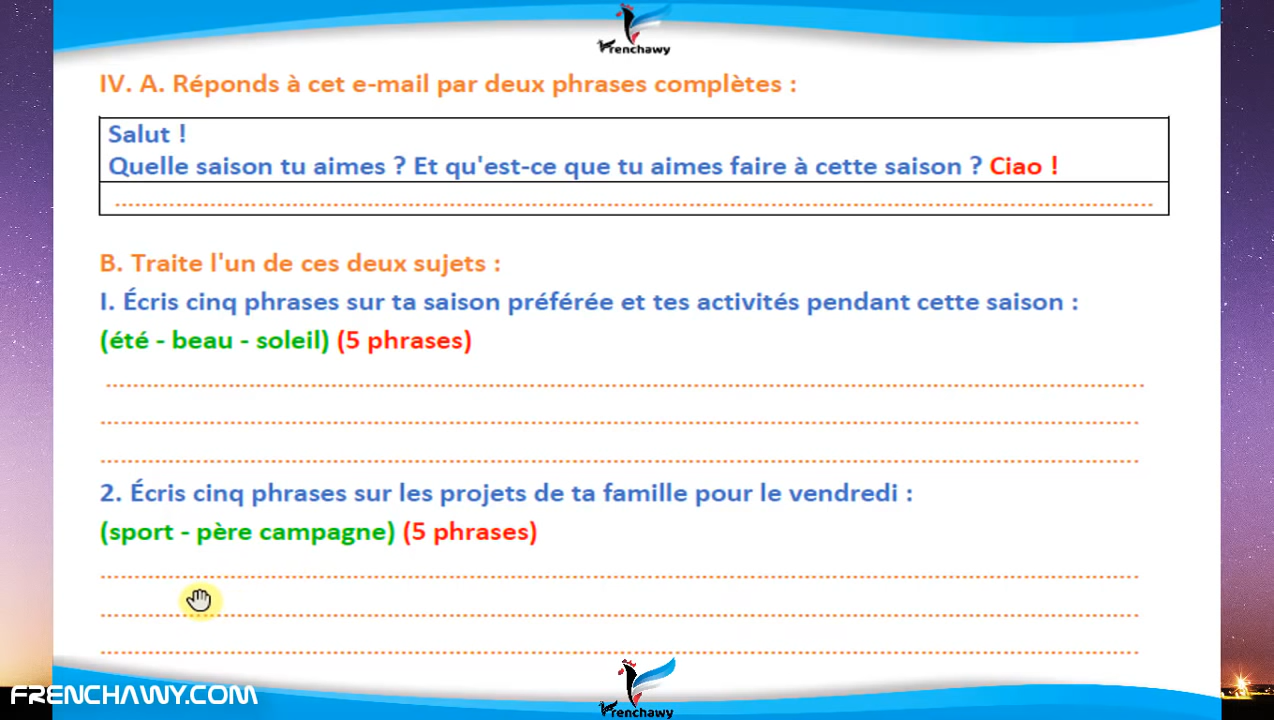 Frenchawy
IV. A. Réponds à cet e-mail par deux phrases complètes :
Salut !
Quelle saison tu aimes ? Et qu'est-ce que tu aimes faire à cette saison ? Ciao !
B. Traite l'un de ces deux sujets :
I. Écris cinq phrases sur ta saison préférée et tes activités pendant cette saison :
(été - beau - soleil) (5 phrases)
2. Écris cinq phrases sur les projets de ta famille pour le vendredi :
(sport - père campagne) (5 phrases)
FRENCHAWY.COM
Frenchawy